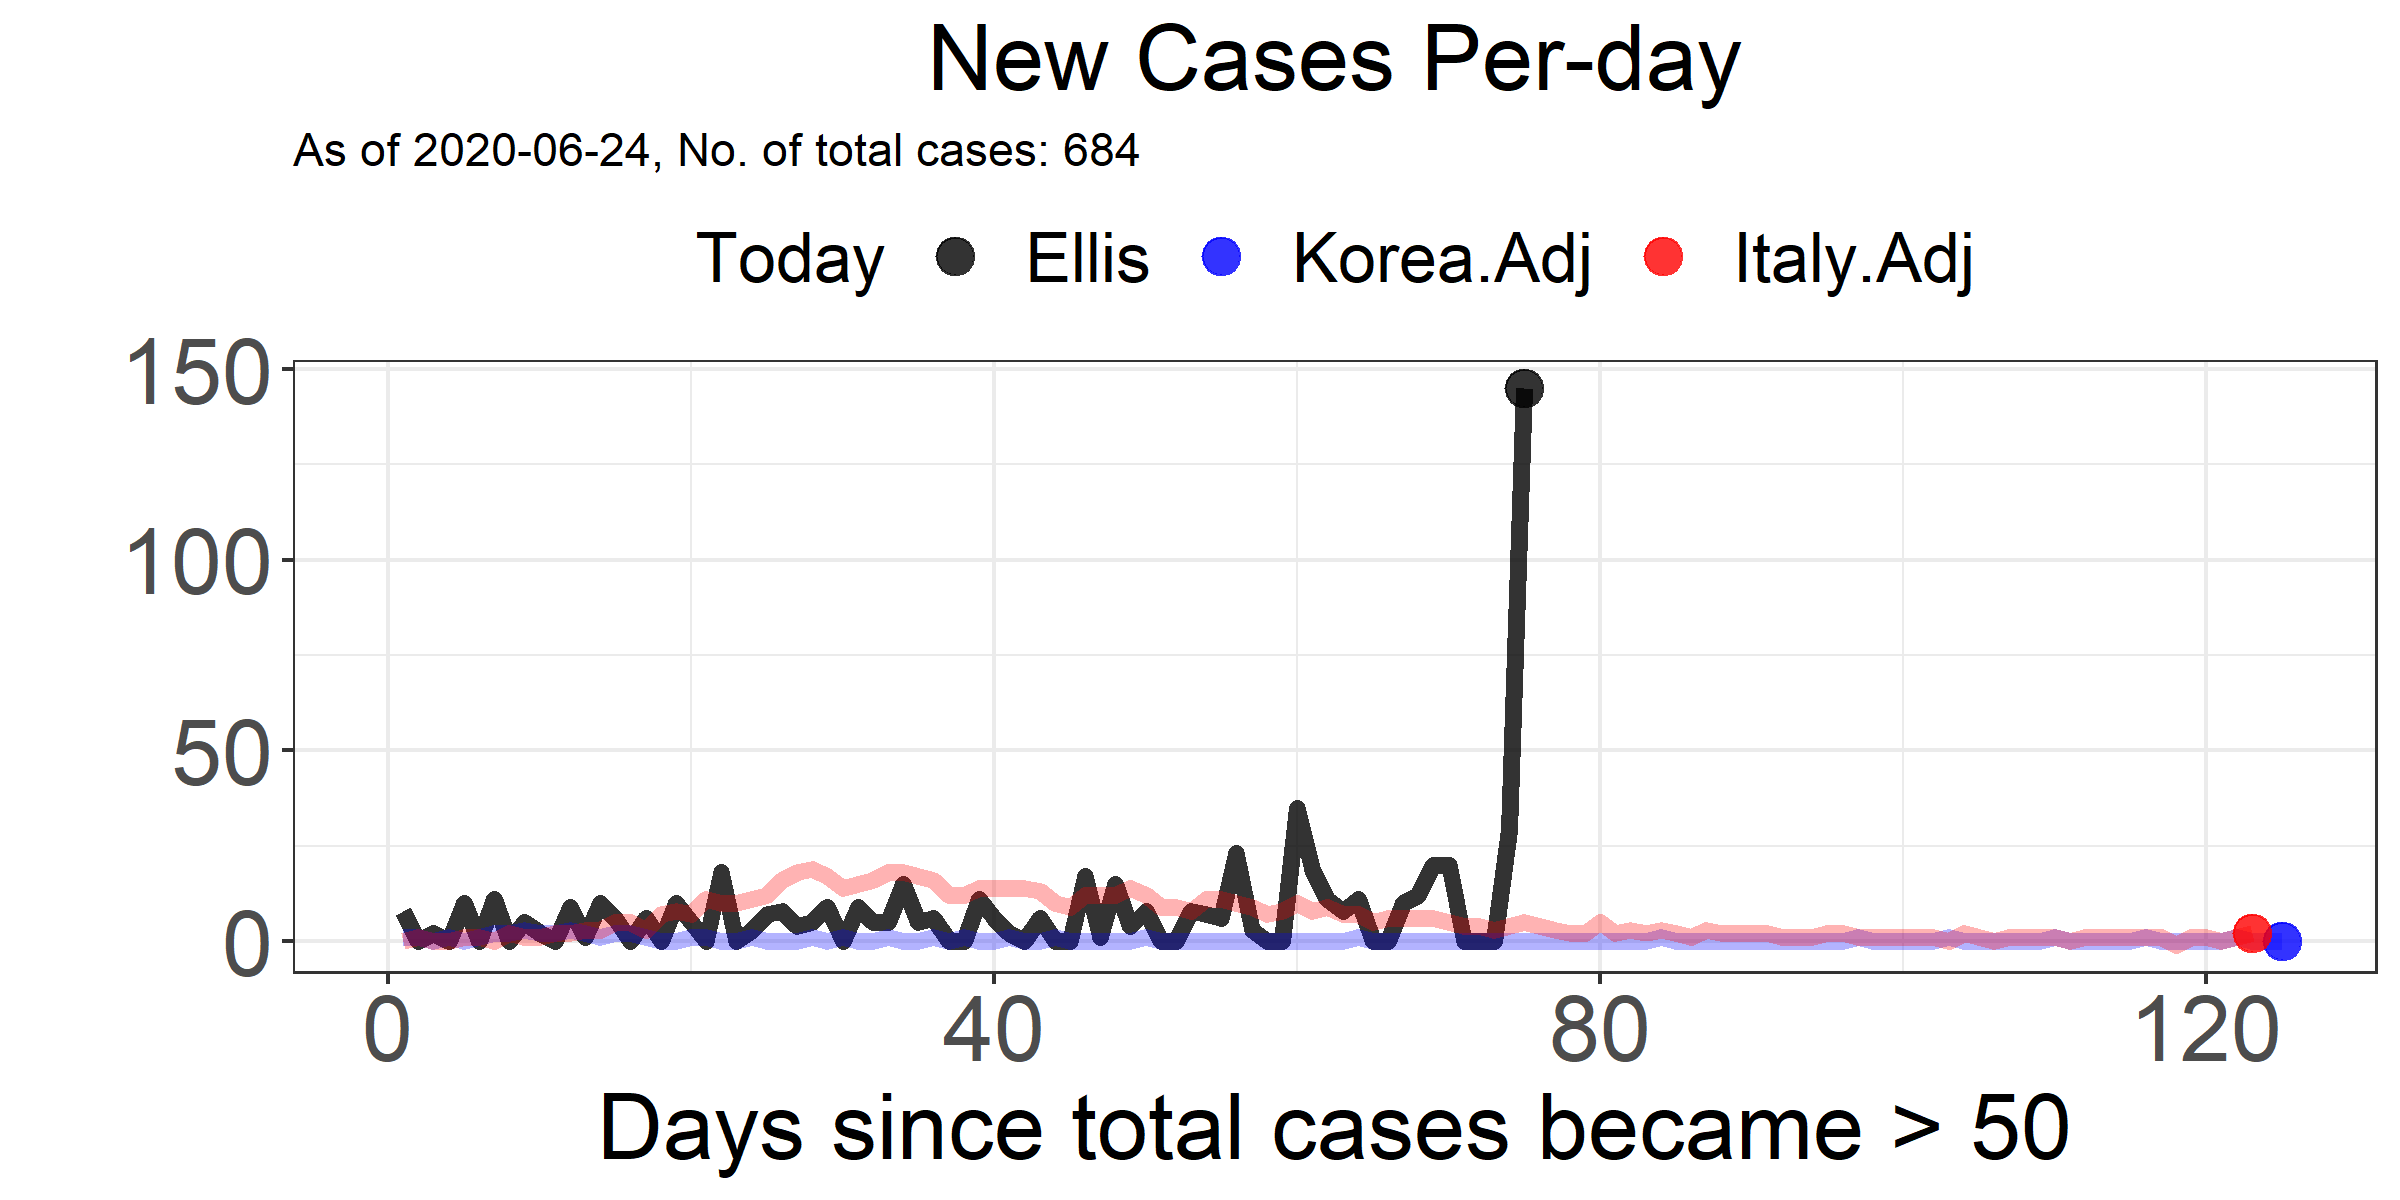 New Cases Per-day
As of 2020-06-24, No. of total cases: 684
Today Ellis Korea.Adj Italy.Adj
150
100
50
0
0 40 80 120
Days since total cases became > 50